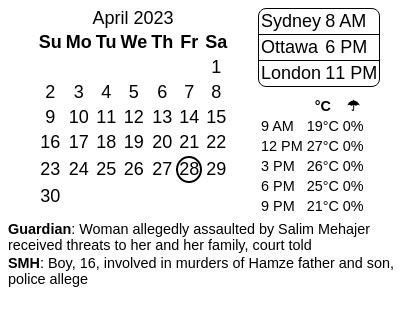 April 2023
Su Mo Tu We Th Fr Sa
1
2 3 4 5 6 7 8
9 10 11 12 13 14 15
16 17 18 19 20 21 22
23 24 25 26 27 28 29
30
Sydney 8 AM
Ottawa 6 PM
London 11 PM
°C ☂
9 AM 19°C 0%
12 PM 27°C 0%
3 PM 26°C 0%
6 PM 25°C 0%
9 PM 21°C 0%
Guardian: Woman allegedly assaulted by Salim Mehajer
received threats to her and her family, court told
SMH: Boy, 16, involved in murders of Hamze father and son,
police allege